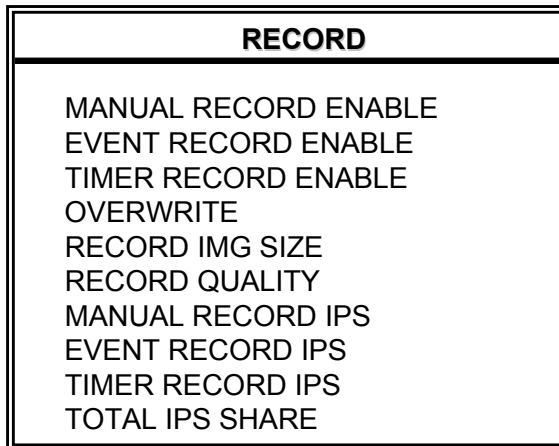 RECORD
MANUAL RECORD ENABLE
EVENT RECORD ENABLE
TIMER RECORD ENABLE
OVERWRITE
RECORD IMG SIZE
RECORD QUALITY
MANUAL RECORD IPS
EVENT RECORD IPS
TIMER RECORD IPS
TOTAL IPS SHARE